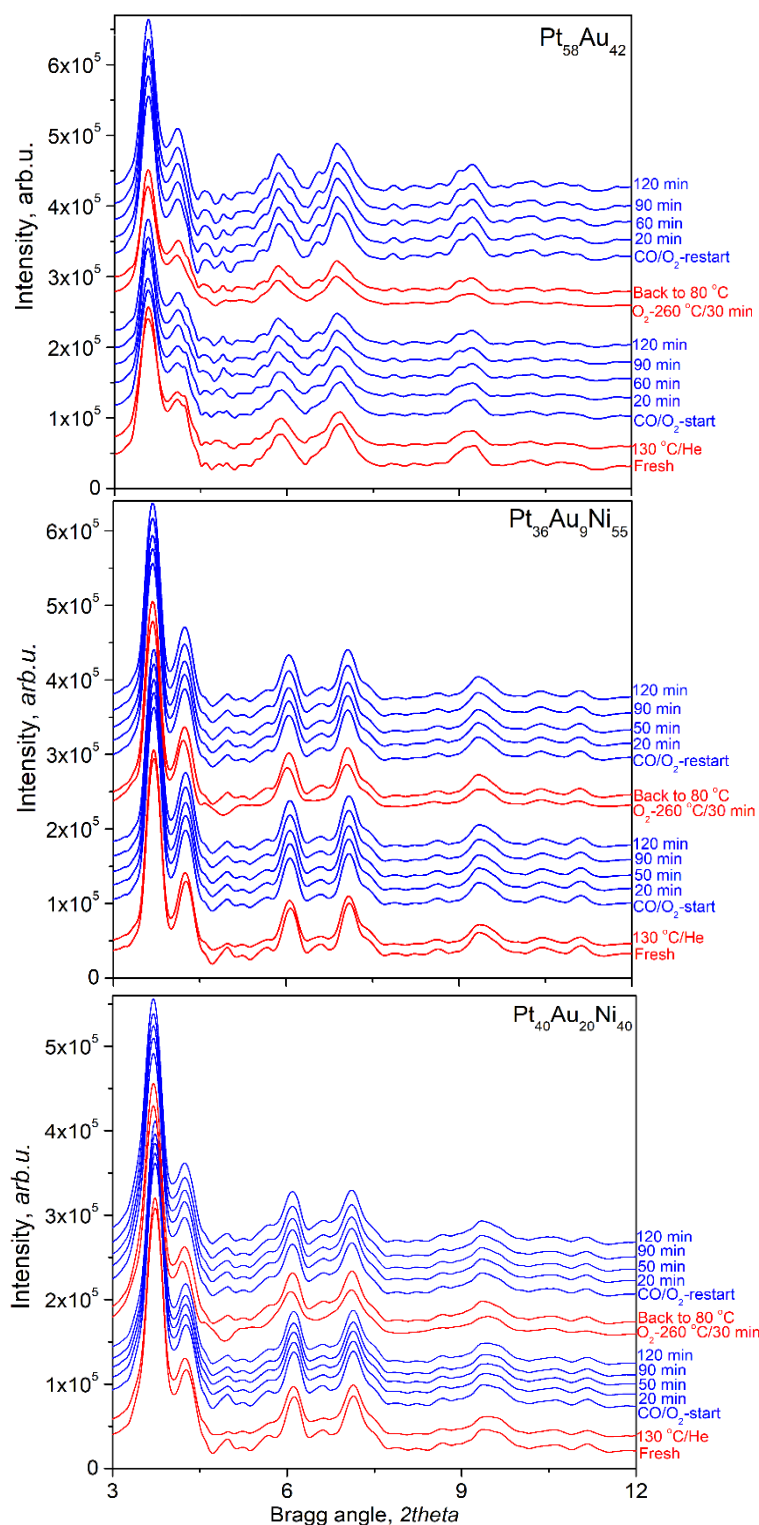 Pt58Au42
6x10^5
5x10^5
4x10^5
3x10^5
2x10^5
1x10^5
0
Intensity, arb.u.
120 min
90 min
60 min
20 min
CO/O2-restart
Back to 80 °C
O2-260 °C/30 min
120 min
90 min
60 min
20 min
CO/O2-start
130 °C/He
Fresh
Pt36Au9Ni55
6x10^5
5x10^5
4x10^5
3x10^5
2x10^5
1x10^5
0
Intensity, arb.u.
120 min
90 min
50 min
20 min
CO/O2-restart
Back to 80 °C
O2-260 °C/30 min
120 min
90 min
50 min
20 min
CO/O2-start
130 °C/He
Fresh
Pt40Au20Ni40
5x10^5
4x10^5
3x10^5
2x10^5
1x10^5
0
Intensity, arb.u.
120 min
90 min
50 min
20 min
CO/O2-restart
Back to 80 °C
O2-260 °C/30 min
120 min
90 min
50 min
20 min
CO/O2-start
130 °C/He
Fresh
3 6 9 12
Bragg angle, 2theta